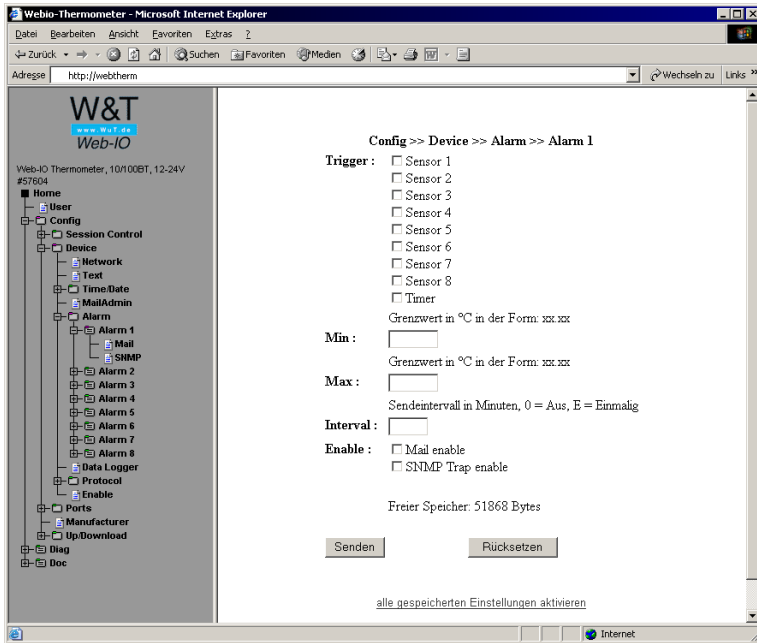 Webio-Thermometer - Microsoft Internet Explorer
Datei Bearbeiten Ansicht Favoriten Extras ?
Zurück Suchen Favoriten Medien
Adresse http://webtherm Wechseln zu Links »
W&T
www.WuT.de
Web-IO
Web-IO Thermometer, 10/100BT, 12-24V
#57604
Home
User
Config
Session Control
Device
Network
Text
Time/Date
MailAdmin
Alarm
Alarm 1
Mail
SNMP
Alarm 2
Alarm 3
Alarm 4
Alarm 5
Alarm 6
Alarm 7
Alarm 8
Data Logger
Protocol
Enable
Ports
Manufacturer
Up/Download
Diag
Doc
Config >> Device >> Alarm >> Alarm 1
Trigger : Sensor 1
Sensor 2
Sensor 3
Sensor 4
Sensor 5
Sensor 6
Sensor 7
Sensor 8
Timer
Grenzwert in °C in der Form: xx.xx
Min :
Grenzwert in °C in der Form: xx.xx
Max :
Sendeintervall in Minuten, 0 = Aus, E = Einmalig
Interval :
Enable : Mail enable
SNMP Trap enable
Freier Speicher: 51868 Bytes
Senden Rücksetzen
alle gespeicherten Einstellungen aktivieren
Internet